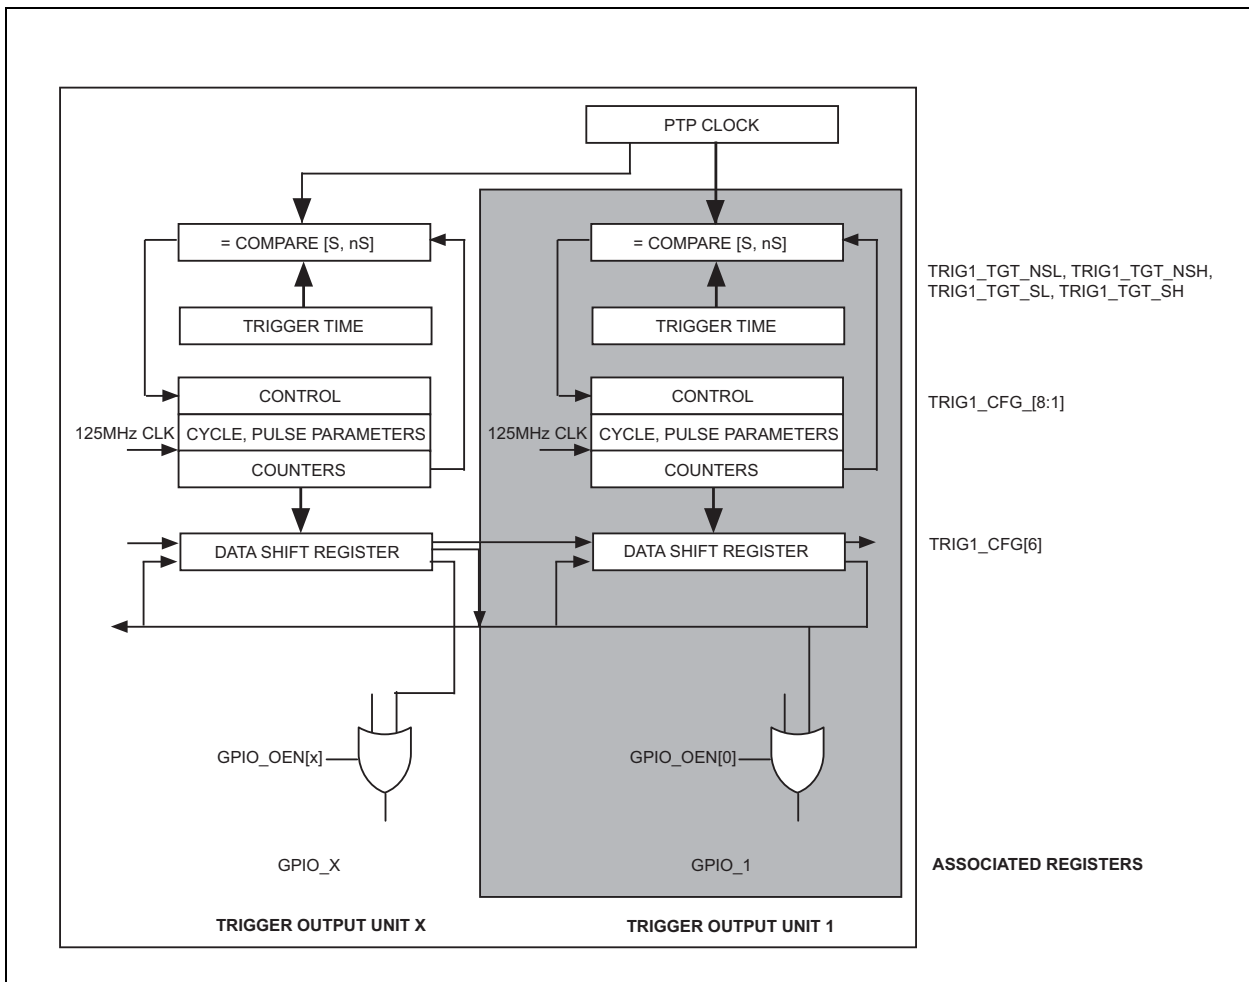 PTP CLOCK
= COMPARE [S, nS]
= COMPARE [S, nS]
TRIG1_TGT_NSL, TRIG1_TGT_NSH,
TRIG1_TGT_SL, TRIG1_TGT_SH
TRIGGER TIME
TRIGGER TIME
CONTROL
CONTROL
TRIG1_CFG_[8:1]
125MHz CLK
CYCLE, PULSE PARAMETERS
125MHz CLK
CYCLE, PULSE PARAMETERS
COUNTERS
COUNTERS
DATA SHIFT REGISTER
DATA SHIFT REGISTER
TRIG1_CFG[6]
GPIO_OEN[x]
GPIO_OEN[0]
GPIO_X
GPIO_1
ASSOCIATED REGISTERS
TRIGGER OUTPUT UNIT X
TRIGGER OUTPUT UNIT 1